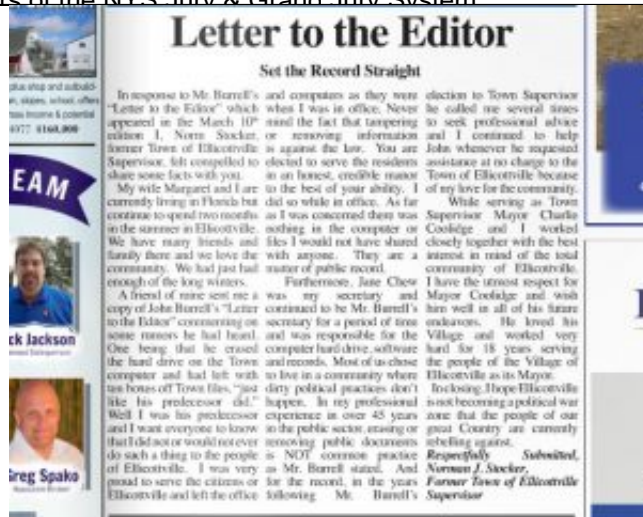 rs of the NYS Jury & Grand Jury System
Letter to the Editor
Set the Record Straight
In response to Mr. Burrell's
"Letter to the Editor" which
appeared in the March 10th
edition I, Norm Stocker,
former Town of Ellicottville
Supervisor, felt compelled to
share some facts with you.
My wife Margaret and I are
currently living in Florida but
continue to spend two months
in the summer in Ellicottville.
We have many friends and
family there and we love the
community. We had just had
enough of the long winters.
A friend of mine sent me a
copy of John Burrell's "Letter
to the Editor" commenting on
some rumors he had heard.
One being that he erased
the hard drive on the Town
computer and had left with
ten boxes off Town files, "just
like his predecessor did."
Well I was his predecessor
and I want everyone to know
that I did not or would not ever
do such a thing to the people
of Ellicottville. I was very
proud to serve the citizens or
Ellicottville and left the office
and computers as they were
when I was in office. Never
mind the fact that tampering
or removing information
is against the law. You are
elected to serve the residents
in an honest, credible manor
to the best of your ability. I
did so while in office. As far
as I was concerned there was
nothing in the computer or
files I would not have shared
with anyone. They are a
matter of public record.
Furthermore, Jane Chew
was my secretary and
continued to be Mr. Burrell's
secretary for a period of time
and was responsible for the
computer hard drive, software
and records. Most of us chose
to live in a community where
dirty political practices don't
happen. In my professional
experience in over 45 years
in the public sector, erasing or
removing public documents
is NOT common practice
as Mr. Burrell stated. And
for the record, in the years
following Mr. Burrell's
election to Town Supervisor
he called me several times
to seek professional advice
and I continued to help
John whenever he requested
assistance at no charge to the
Town of Ellicottville because
of my love for the community.
While serving as Town
Supervisor Mayor Charlie
Coolidge and I worked
closely together with the best
interest in mind of the total
community of Ellicottville.
I have the utmost respect for
Mayor Coolidge and wish
him well in all of his future
endeavors. He loved his
Village and worked very
hard for 18 years serving
the people of the Village of
Ellicottville as its Mayor.
In closing, I hope Ellicottville
is not becoming a political war
zone that the people of our
great Country are currently
rebelling against.
Respectfully Submitted,
Norman J. Stocker,
Former Town of Ellicottville
Supervisor
plus shop and outbuild-
slopes, school, offers
income & potential
$160,000
EAM
ck Jackson
Greg Spako